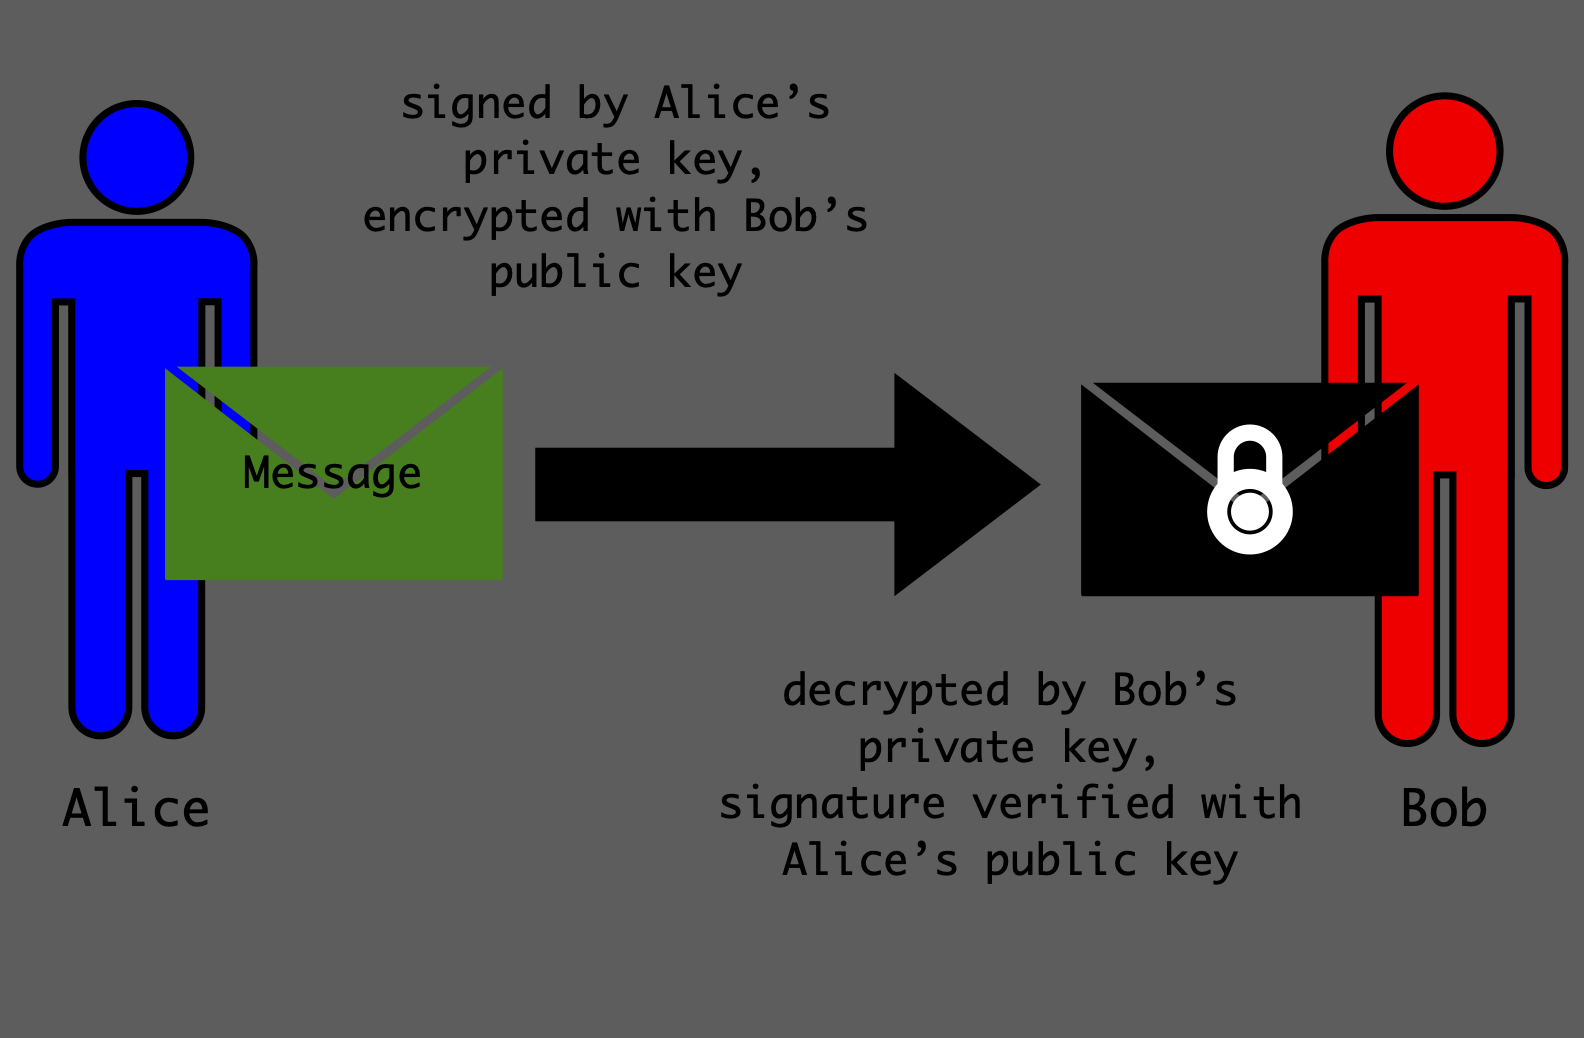 signed by Alice’s
private key,
encrypted with Bob’s
public key
Message
decrypted by Bob’s
private key,
signature verified with
Alice’s public key
Alice
Bob